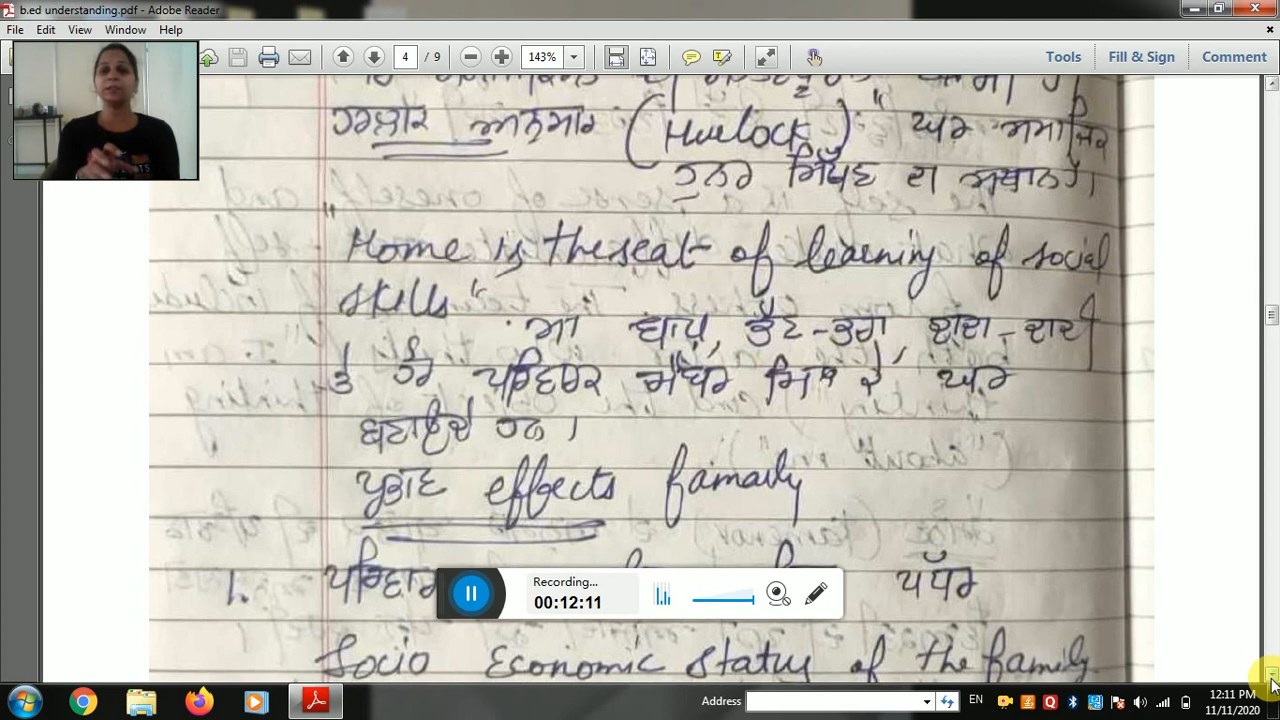 b.ed understanding.pdf - Adobe Reader
File Edit View Window Help
4 / 9 143% Tools Fill & Sign Comment
ਹਰਲਾਕ ਅਨੁਸਾਰ (Hurlock) " ਘਰ ਸਮਾਜਿਕ
ਹੁਨਰ ਸਿੱਖਣ ਦਾ ਸਥਾਨ ਹੈ।
" Home is the seat of learning of social
skills" ਮਾ ਬਾਪ, ਭੈਣ-ਭਰਾ, ਦਾਦਾ-ਦਾਦੀ
ਤੇ ਹੋਰ ਪਰਿਵਾਰਕ ਮੈਂਬਰ ਮਿਲ ਕੇ ਘਰ
ਬਣਾਉਂਦੇ ਹਨ।
ਪ੍ਰਭਾਵ effects family
1. ਪਰਿਵਾਰ ਪੱਧਰ
Recording...
00:12:11
Socio Economic status of the family
Address EN 12:11 PM
11/11/2020